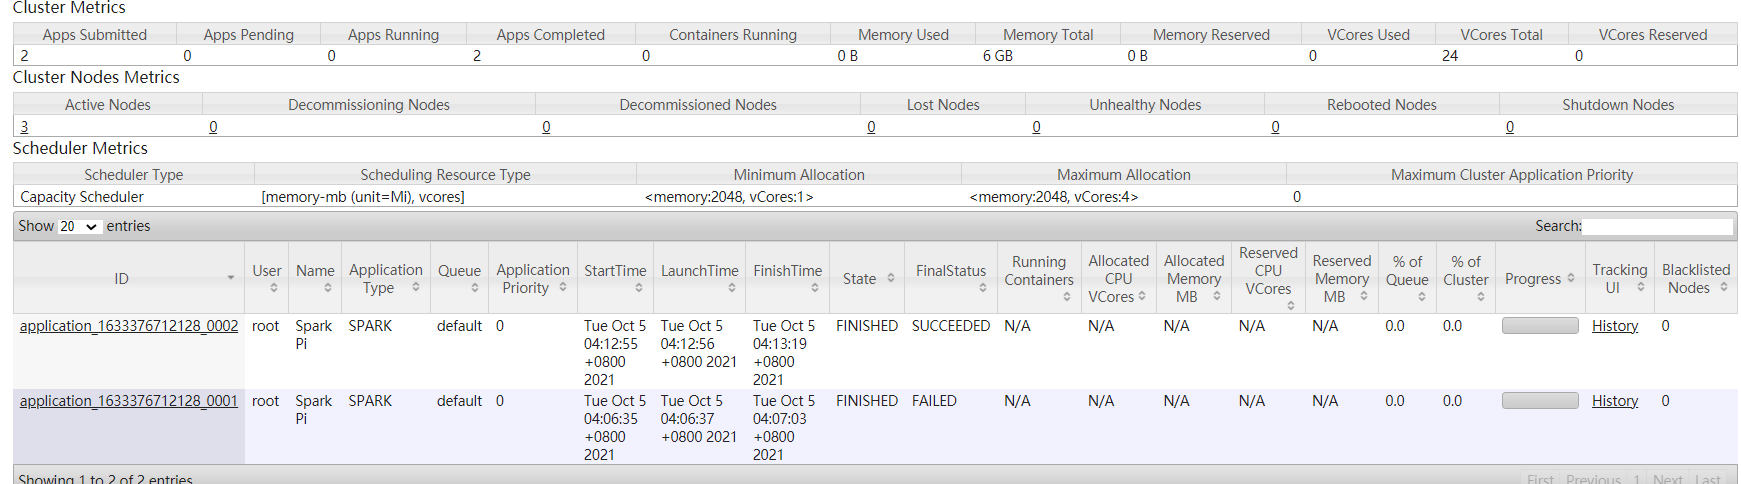 Cluster Metrics
Apps Submitted Apps Pending Apps Running Apps Completed Containers Running Memory Used Memory Total Memory Reserved VCores Used VCores Total VCores Reserved
2 0 0 2 0 0 B 6 GB 0 B 0 24 0
Cluster Nodes Metrics
Active Nodes Decommissioning Nodes Decommissioned Nodes Lost Nodes Unhealthy Nodes Rebooted Nodes Shutdown Nodes
3 0 0 0 0 0 0
Scheduler Metrics
Scheduler Type Scheduling Resource Type Minimum Allocation Maximum Allocation Maximum Cluster Application Priority
Capacity Scheduler [memory-mb (unit=Mi), vcores] <memory:2048, vCores:1> <memory:2048, vCores:4> 0
Show 20 entries Search:
ID User Name Application Type Queue Application Priority StartTime LaunchTime FinishTime State FinalStatus Running Containers Allocated CPU VCores Allocated Memory MB Reserved CPU VCores Reserved Memory MB % of Queue % of Cluster Progress Tracking UI Blacklisted Nodes
application_1633376712128_0002 root Spark SPARK default 0 Tue Oct 5 Tue Oct 5 Tue Oct 5 FINISHED SUCCEEDED N/A N/A N/A N/A N/A 0.0 0.0 History 0
Pi 04:12:55 04:12:56 04:13:19
+0800 +0800 2021 +0800
2021 2021
application_1633376712128_0001 root Spark SPARK default 0 Tue Oct 5 Tue Oct 5 Tue Oct 5 FINISHED FAILED N/A N/A N/A N/A N/A 0.0 0.0 History 0
Pi 04:06:35 04:06:37 04:07:03
+0800 +0800 2021 +0800
2021 2021
Showing 1 to 2 of 2 entries First Previous 1 Next Last